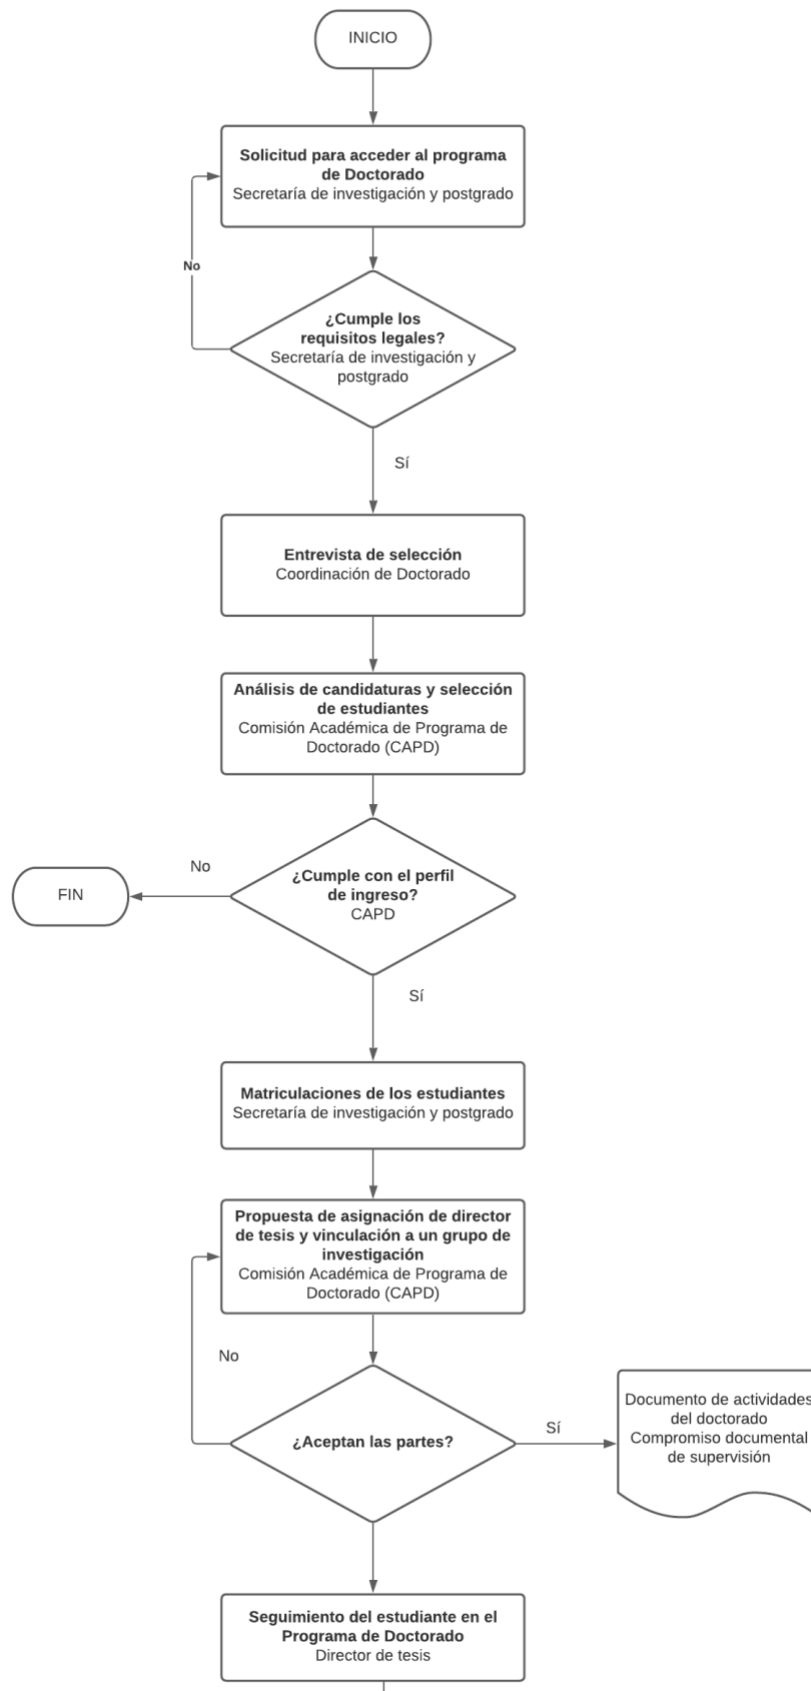 INICIO
Solicitud para acceder al programa
de Doctorado
Secretaría de investigación y postgrado
No
¿Cumple los
requisitos legales?
Secretaría de investigación y
postgrado
Sí
Entrevista de selección
Coordinación de Doctorado
Análisis de candidaturas y selección
de estudiantes
Comisión Académica de Programa de
Doctorado (CAPD)
No
FIN
¿Cumple con el perfil
de ingreso?
CAPD
Sí
Matriculaciones de los estudiantes
Secretaría de investigación y postgrado
Propuesta de asignación de director
de tesis y vinculación a un grupo de
investigación
Comisión Académica de Programa de
Doctorado (CAPD)
No
¿Aceptan las partes?
Sí
Documento de actividades
del doctorado
Compromiso documental
de supervisión
Seguimiento del estudiante en el
Programa de Doctorado
Director de tesis